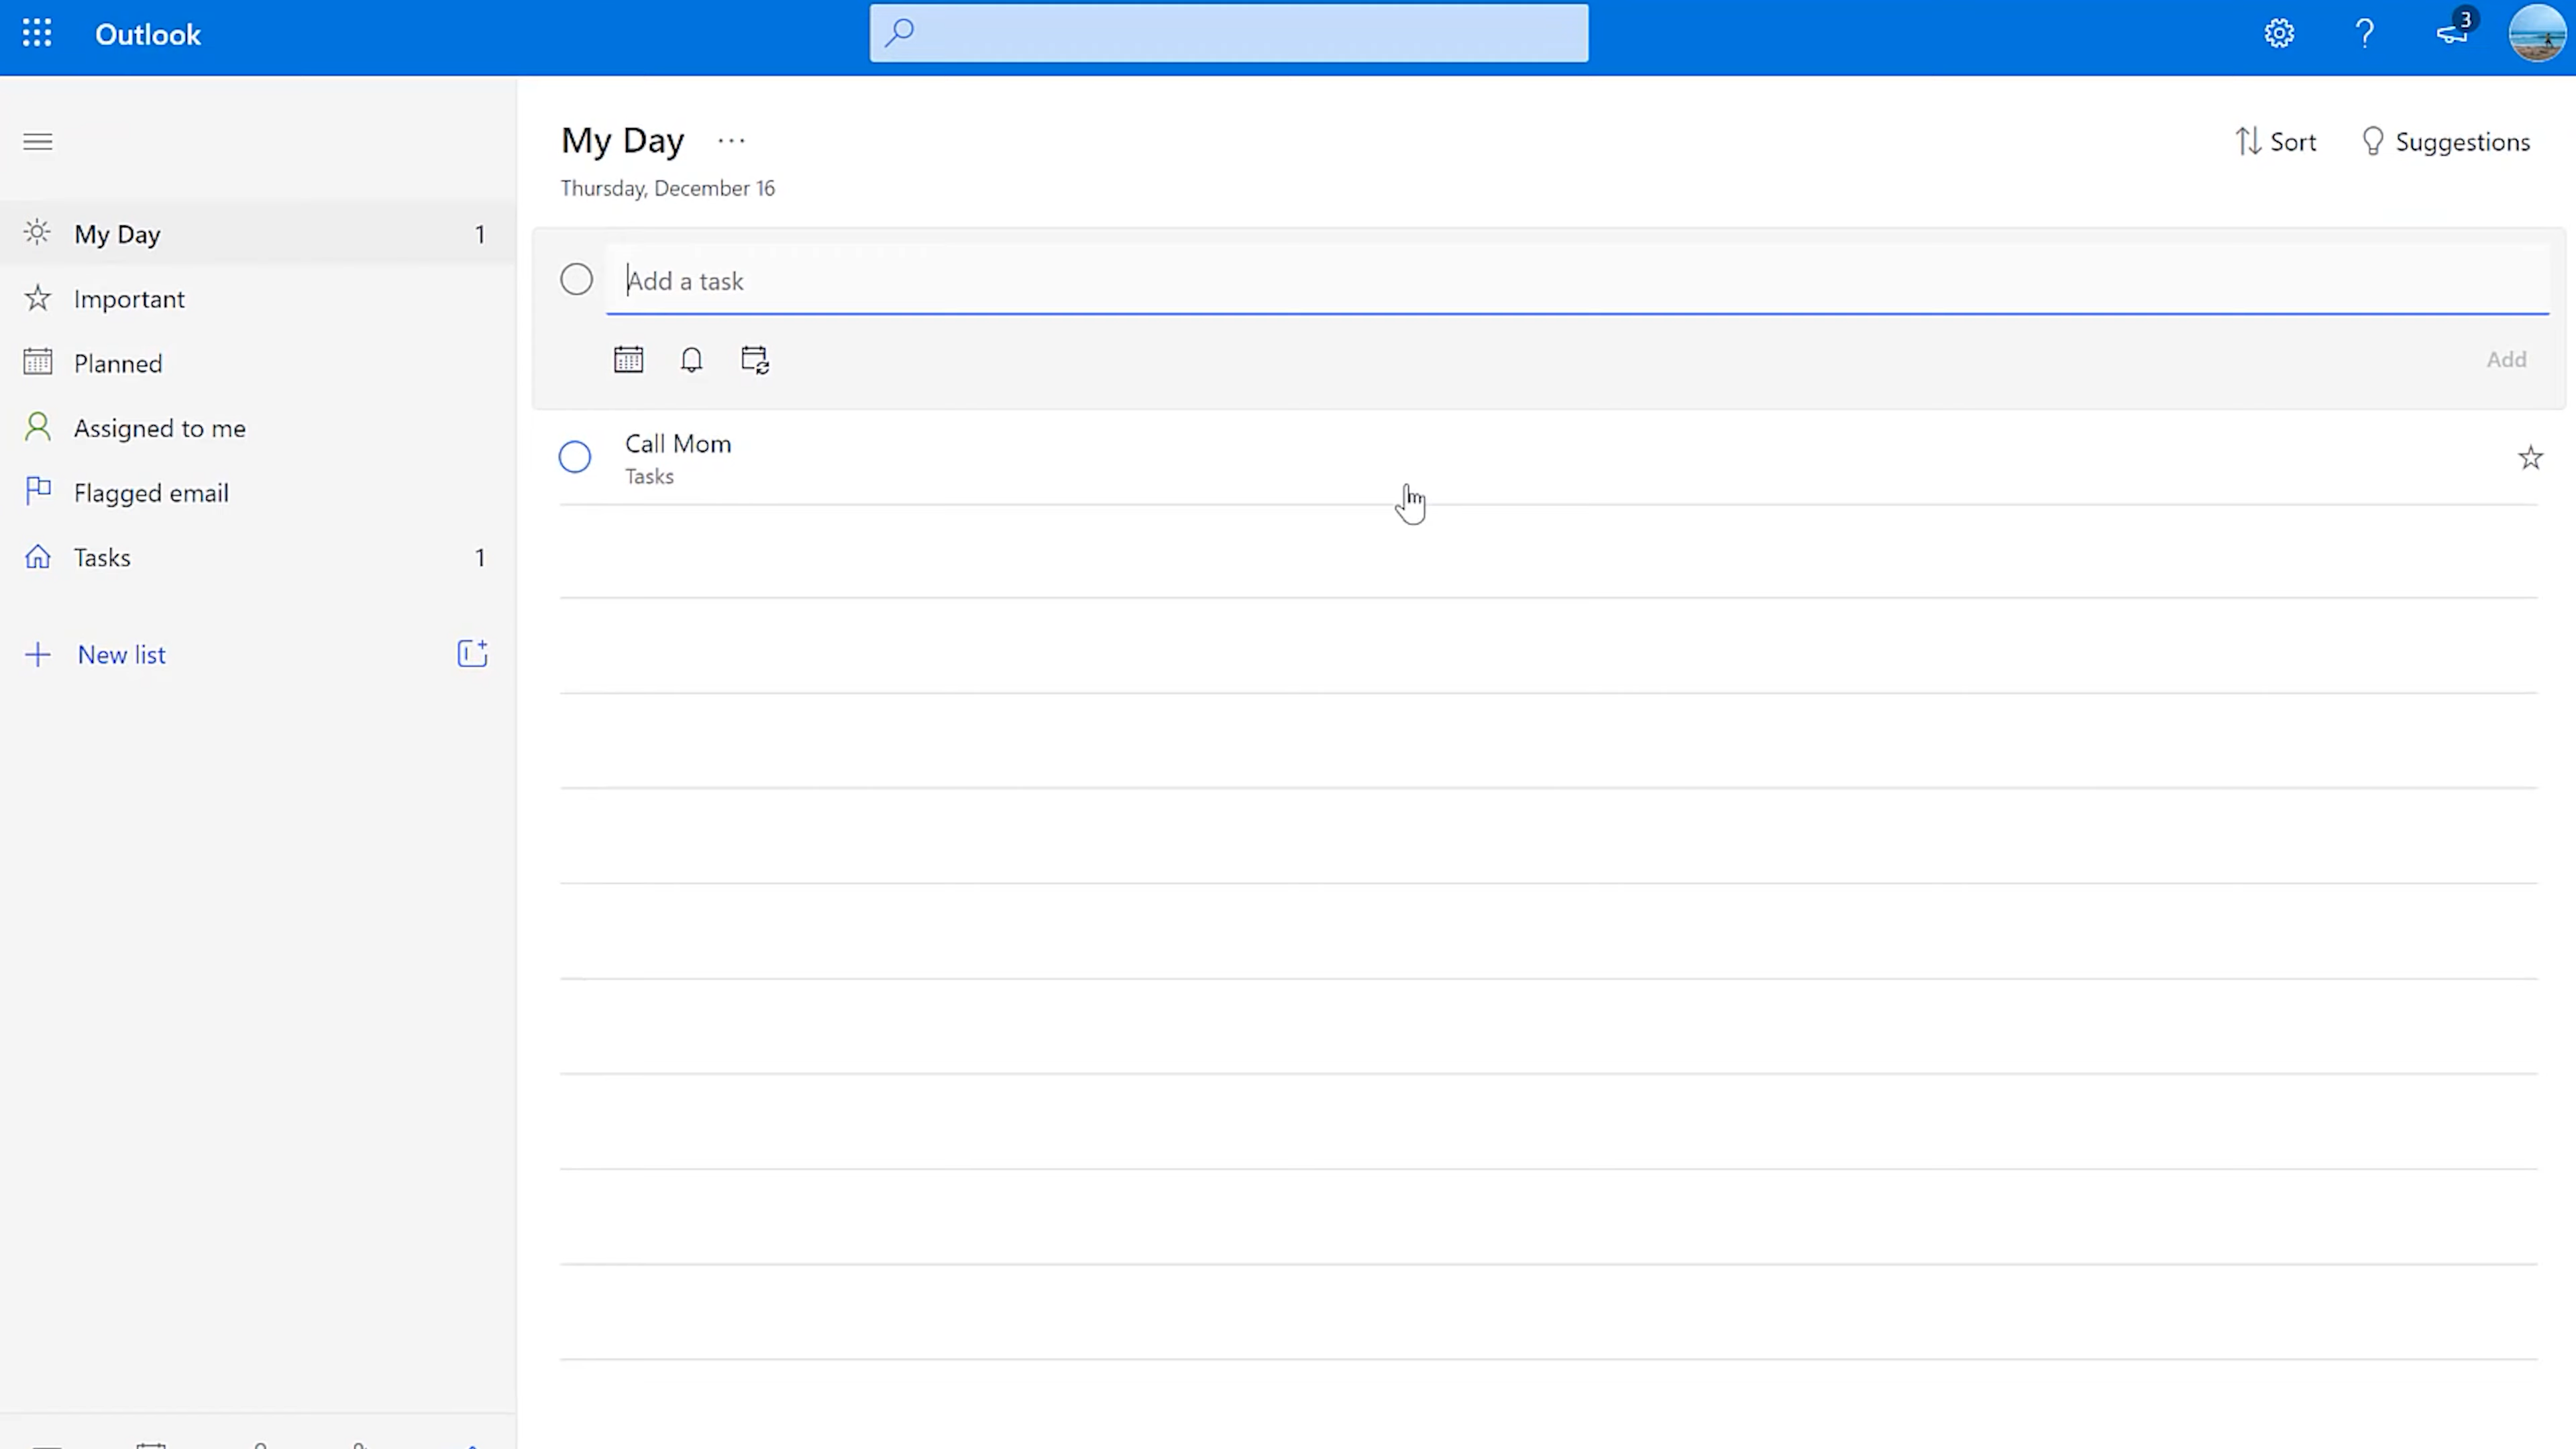 Outlook
3
My Day ...
Sort
Suggestions
Thursday, December 16
My Day 1
Important
Planned
Assigned to me
Flagged email
Tasks 1
New list
Add a task
Add
Call Mom
Tasks